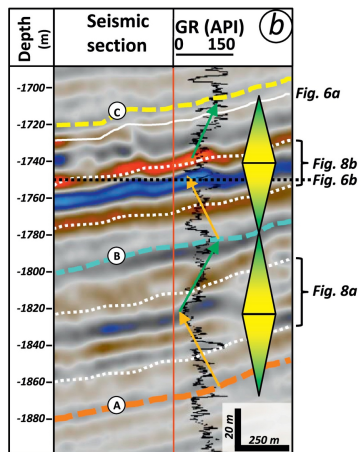 Depth
(m)
Seismic
section
GR (API)
0 150
b
-1700
-1720
-1740
-1760
-1780
-1800
-1820
-1840
-1860
-1880
C
B
A
Fig. 6a
Fig. 8b
Fig. 6b
Fig. 8a
20 m
250 m